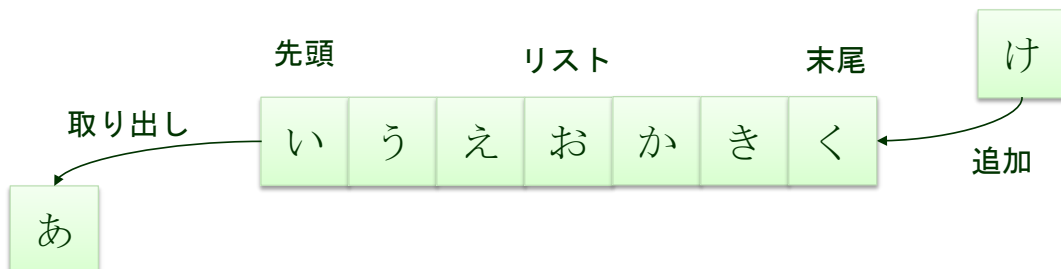 先頭
リスト
末尾
け
取り出し
い う え お か き く
追加
あ